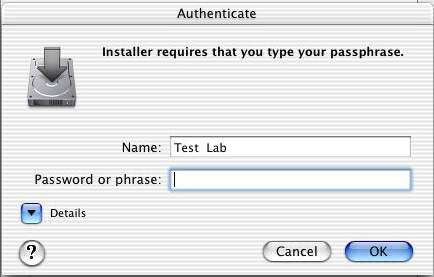 Authenticate
Installer requires that you type your passphrase.
Name: Test Lab
Password or phrase:
Details
? Cancel OK